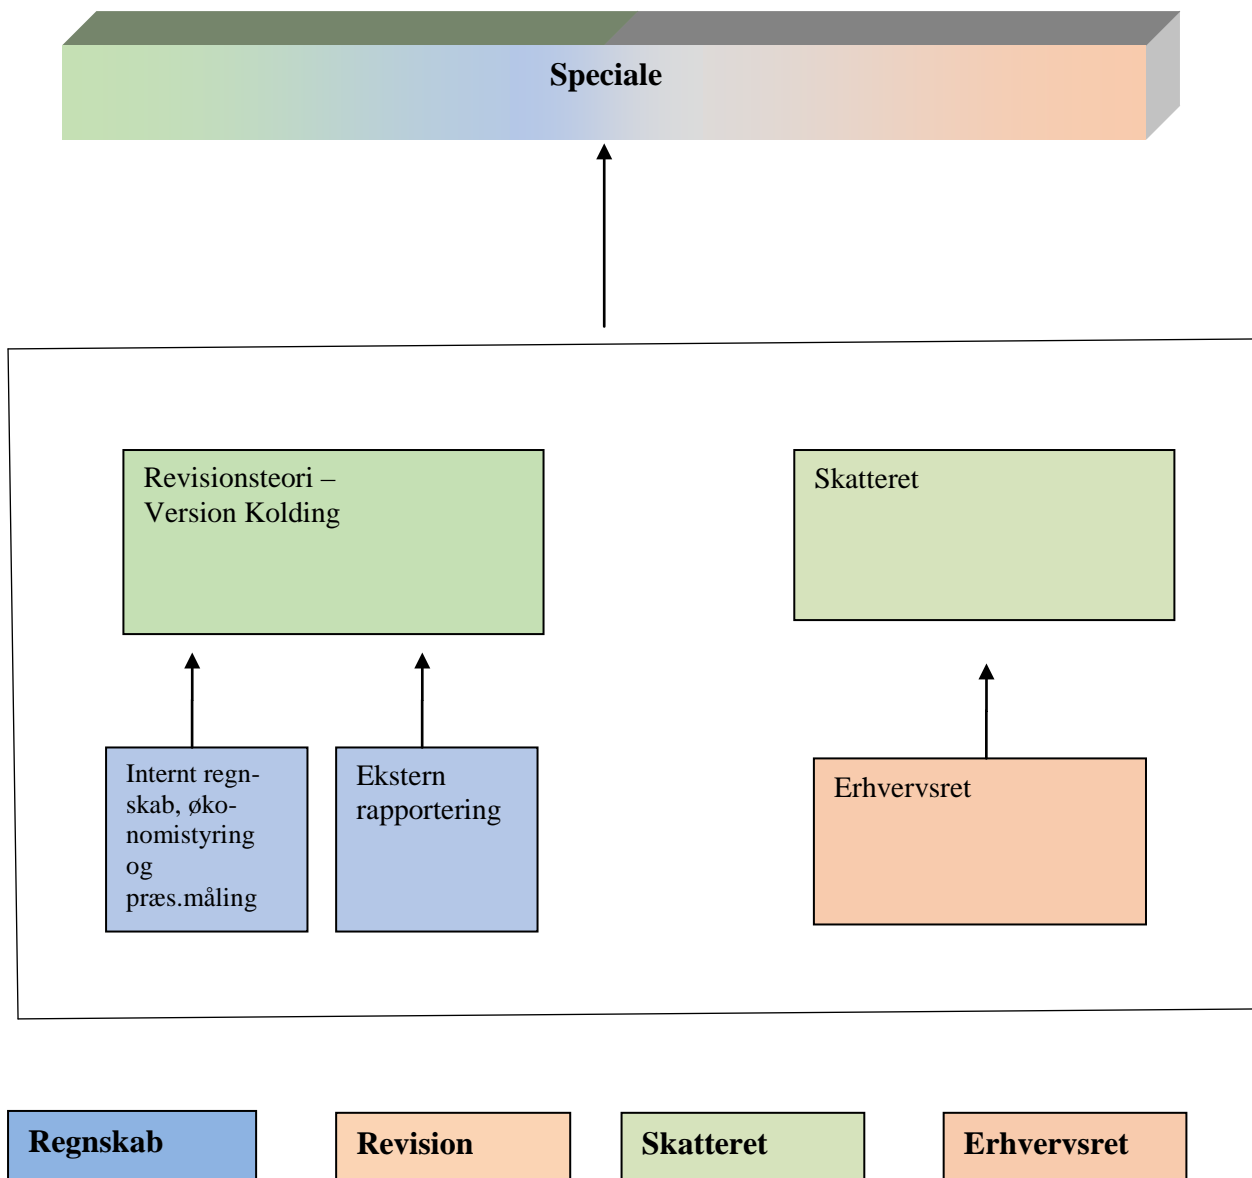 Speciale
Revisionsteori –
Version Kolding
Skatteret
Internt regn-
skab, øko-
nomistyring
og
præs.måling
Ekstern
rapportering
Erhvervsret
Regnskab
Revision
Skatteret
Erhvervsret